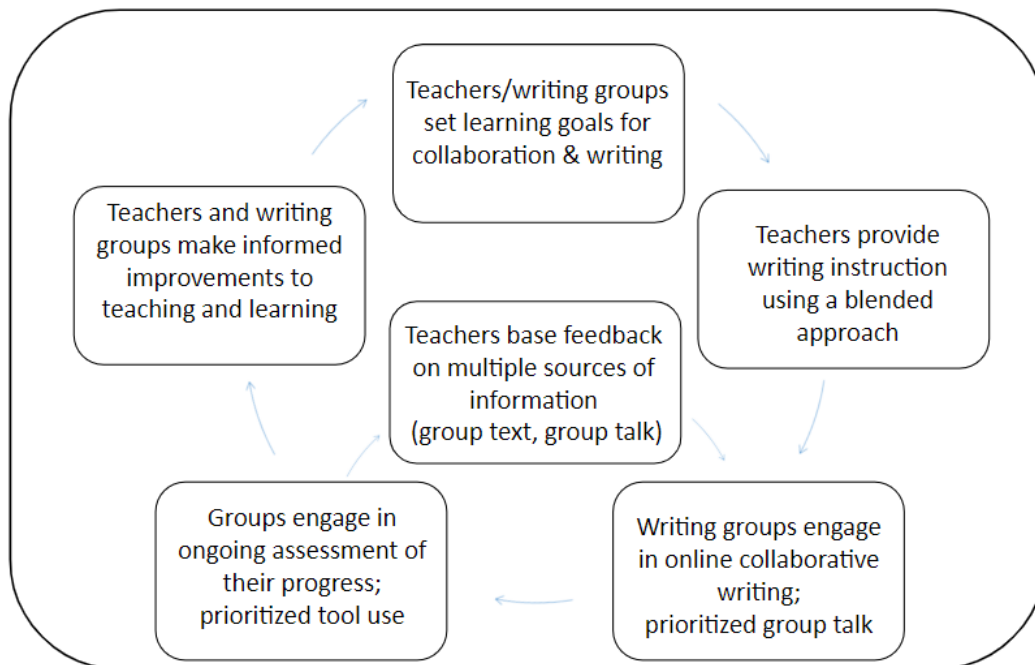 Teachers/writing groups
set learning goals for
collaboration & writing
Teachers provide
writing instruction
using a blended
approach
Writing groups engage
in online collaborative
writing;
prioritized group talk
Groups engage in
ongoing assessment of
their progress;
prioritized tool use
Teachers and writing
groups make informed
improvements to
teaching and learning
Teachers base feedback
on multiple sources of
information
(group text, group talk)